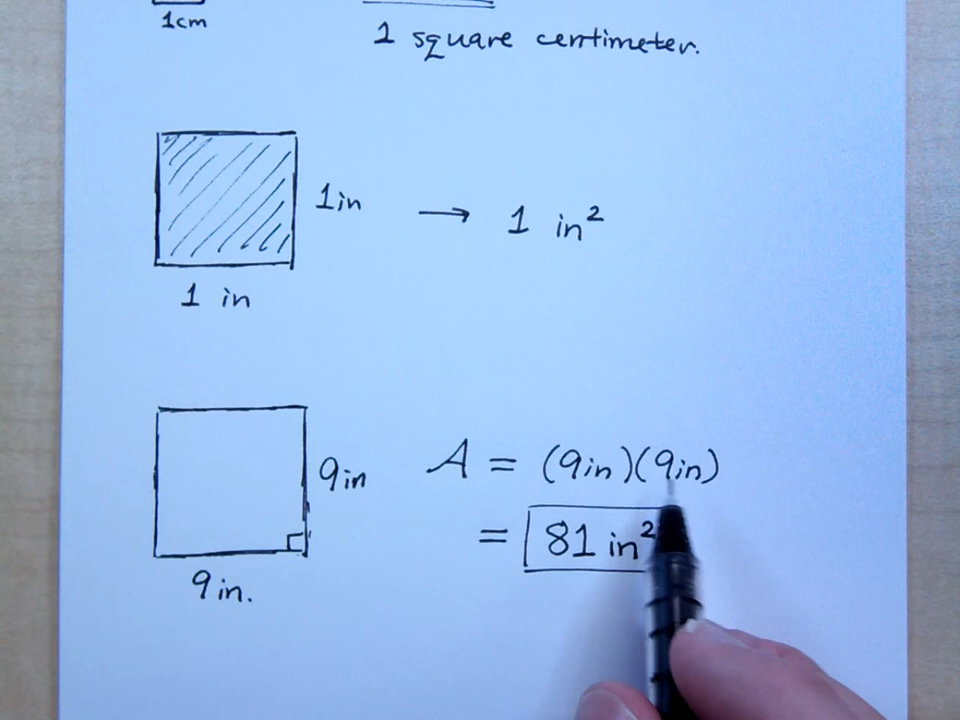 1cm
1 square centimeter.
1in → 1 in²
1 in
9in A = (9in)(9in)
= 81 in²
9in.